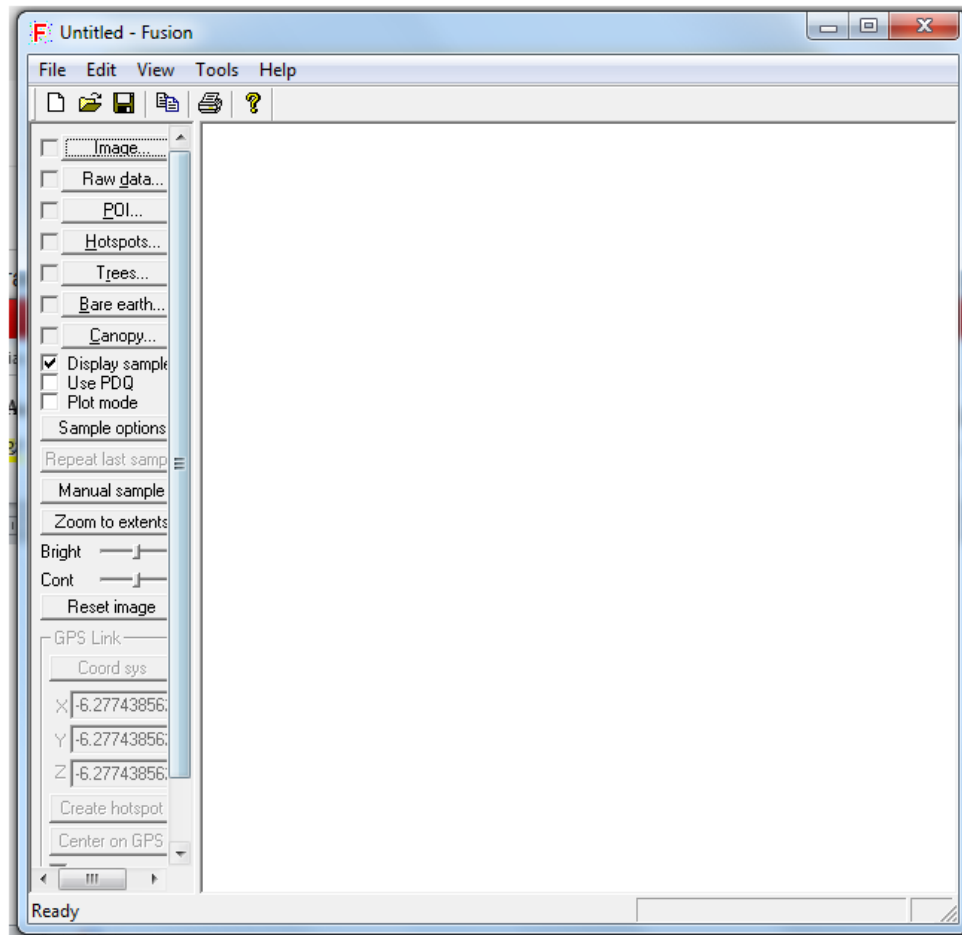 Untitled - Fusion
File Edit View Tools Help
Image...
Raw data...
POI...
Hotspots...
Trees...
Bare earth...
Canopy...
Display sample
Use PDQ
Plot mode
Sample options
Repeat last samp
Manual sample
Zoom to extents
Bright
Cont
Reset image
GPS Link
Coord sys
X -6.27743856
Y -6.27743856
Z -6.27743856
Create hotspot
Center on GPS
Ready